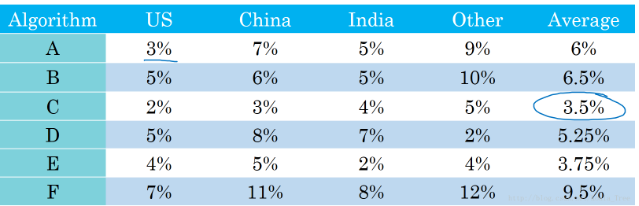 Algorithm US China India Other Average
A 3% 7% 5% 9% 6%
B 5% 6% 5% 10% 6.5%
C 2% 3% 4% 5% 3.5%
D 5% 8% 7% 2% 5.25%
E 4% 5% 2% 4% 3.75%
F 7% 11% 8% 12% 9.5%